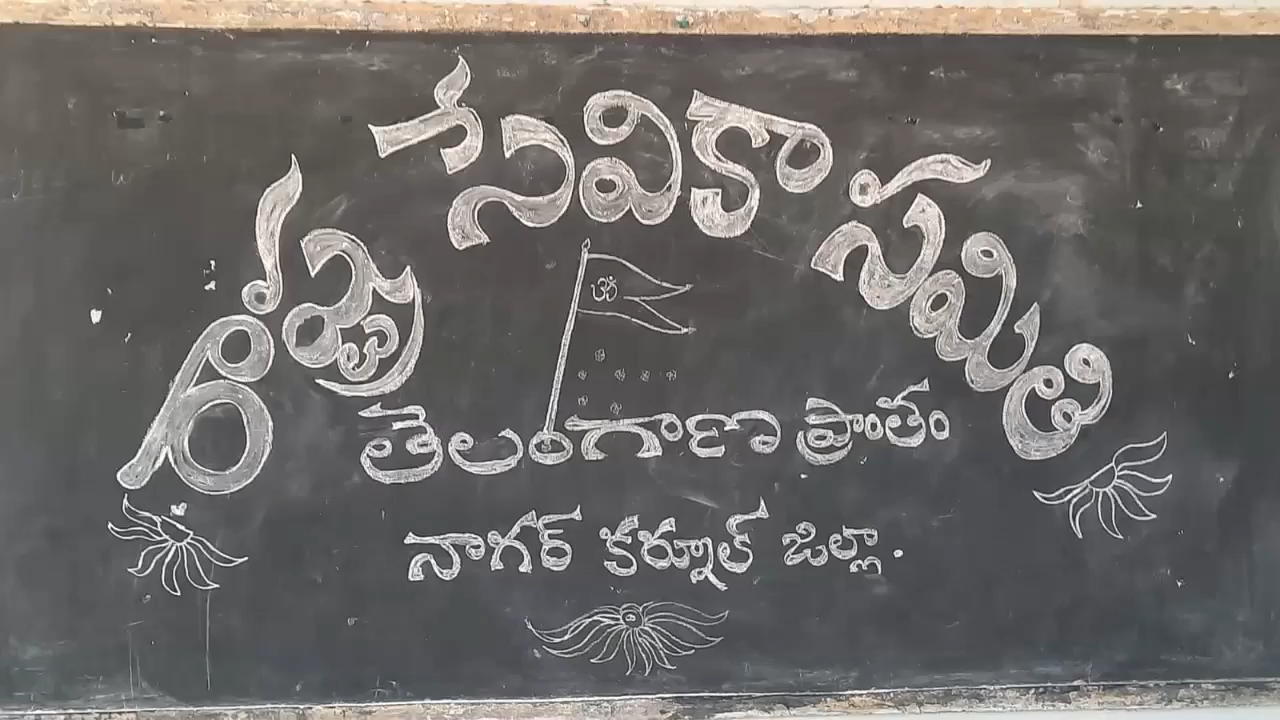 రాష్ట్ర సేవికా సమితి
ॐ
తెలంగాణా ప్రాంతం
నాగర్ కర్నూల్ జిల్లా.